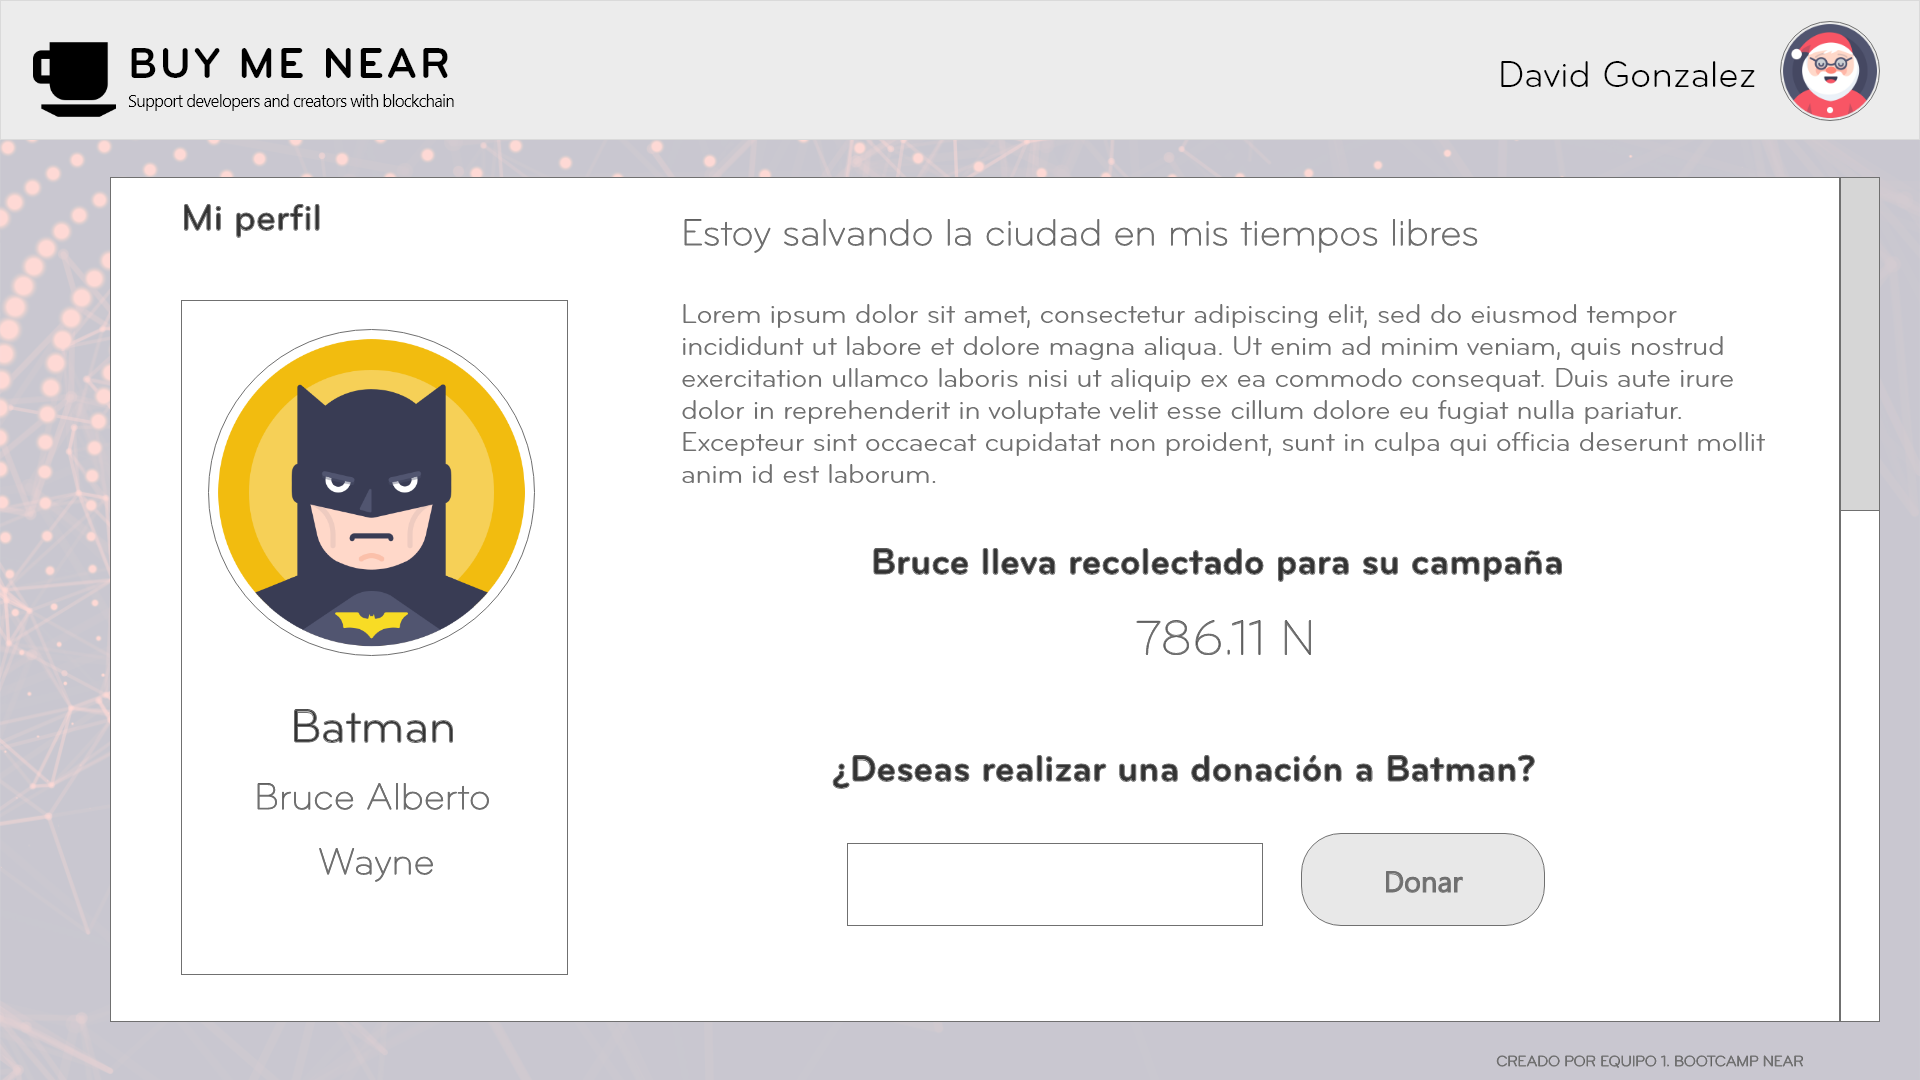 BUY ME NEAR
Support developers and creators with blockchain
David Gonzalez
Mi perfil
Batman
Bruce Alberto
Wayne
Estoy salvando la ciudad en mis tiempos libres
Lorem ipsum dolor sit amet, consectetur adipiscing elit, sed do eiusmod tempor
incididunt ut labore et dolore magna aliqua. Ut enim ad minim veniam, quis nostrud
exercitation ullamco laboris nisi ut aliquip ex ea commodo consequat. Duis aute irure
dolor in reprehenderit in voluptate velit esse cillum dolore eu fugiat nulla pariatur.
Excepteur sint occaecat cupidatat non proident, sunt in culpa qui officia deserunt mollit
anim id est laborum.
Bruce lleva recolectado para su campaña
786.11 N
¿Deseas realizar una donación a Batman?
Donar
CREADO POR EQUIPO 1. BOOTCAMP NEAR